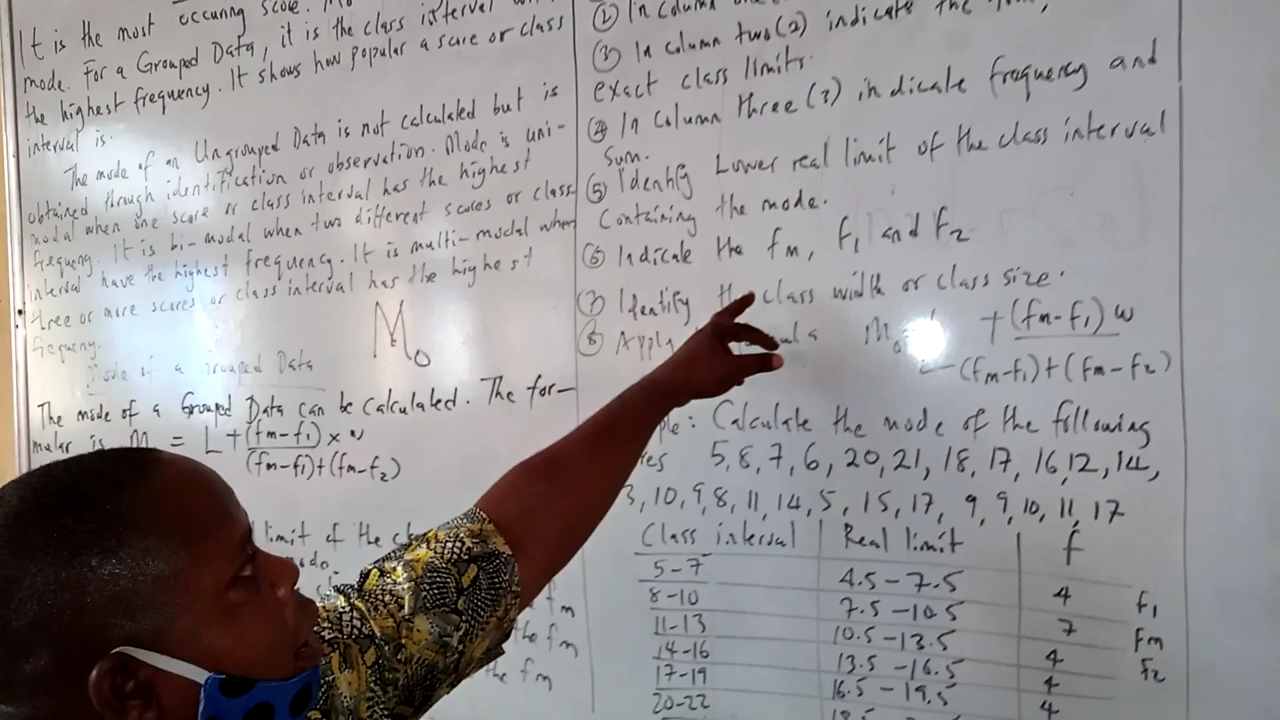 It is the most occuring score.
mode. For a Grouped Data, it is the class interval
the highest frequency. It shows how popular a score or class
interval is.
The mode of an Ungrouped Data is not calculated but is
obtained through identification or observation. Mode is uni-
modal when one score or class interval has the highest
frequency. It is bi-modal when two different scores or class
interval have the highest frequency. It is multi-modal when
tree or more scores or class interval has the highest
frequency.
Mo
Mode of a Grouped Data
The mode of a Grouped Data can be calculated. The for-
mular is M = L + (fm-f1) × w
(fm-f1)+(fm-f2)
limit of the
fm
the fm
the fm
② In column
③ In column two (2) indicate the
exact class limits.
④ In Column three (3) indicate frequency and
Sum.
⑤ Identify Lower real limit of the class interval
Containing the mode.
⑥ Indicate the fm, f1 and f2
⑦ Identify the class width or class size.
⑧ Apply Mo + (fm-f1) w
(fm-f1)+(fm-f2)
Calculate the mode of the following
5, 8, 7, 6, 20, 21, 18, 17, 16, 12, 14,
3, 10, 9, 8, 11, 14, 5, 15, 17, 9, 9, 10, 11, 17
Class interval Real limit f
5-7 4.5-7.5 4 f1
8-10 7.5-10.5 7 fm
11-13 10.5-13.5 4 f2
14-16 13.5-16.5 4
17-19 16.5-19.5 4
20-22